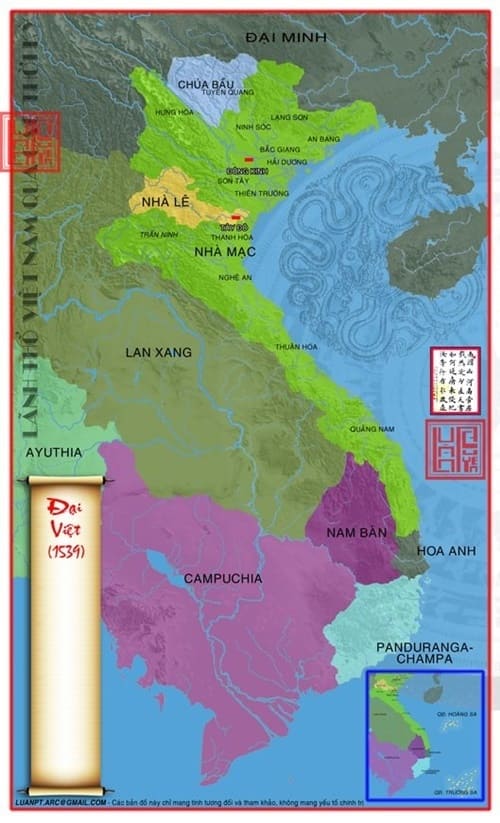 ĐẠI MINH
CHÚA BẦU
TUYÊN QUANG
HƯNG HÓA
LẠNG SƠN
NINH SÓC
AN BANG
BẮC GIANG
HẢI DƯƠNG
ĐÔNG KINH
SƠN TÂY
THIÊN TRƯỜNG
NHÀ LÊ
TÂY ĐÔ
TRẤN NINH
THANH HÓA
NHÀ MẠC
NGHỆ AN
THUẬN HÓA
LAN XANG
QUẢNG NAM
AYUTHIA
Đại
Việt
(1539)
NAM BÀN
HOA ANH
CAMPUCHIA
PANDURANGA-
CHAMPA
QĐ. HOÀNG SA
QĐ. TRƯỜNG SA
LUANPT.ARC@GMAIL.COM - Các bản đồ này chỉ mang tính tương đối và tham khảo, không mang yếu tố chính trị
LÃNH THỔ VIỆT NAM QUA